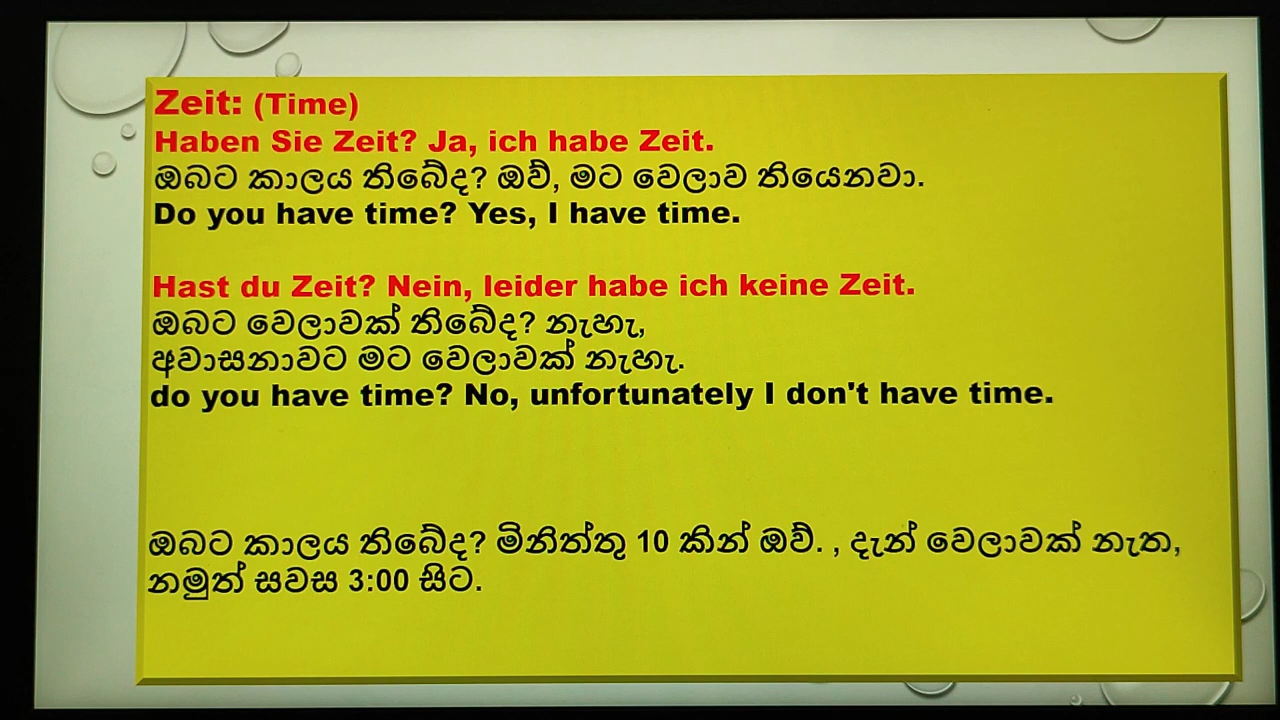 Zeit: (Time)
Haben Sie Zeit? Ja, ich habe Zeit.
ඔබට කාලය තිබේද? ඔව්, මට වෙලාව තියෙනවා.
Do you have time? Yes, I have time.
Hast du Zeit? Nein, leider habe ich keine Zeit.
ඔබට වෙලාවක් තිබේද? නැහැ,
අවාසනාවට මට වෙලාවක් නැහැ.
do you have time? No, unfortunately I don't have time.
ඔබට කාලය තිබේද? මිනිත්තු 10 කින් ඔව්. , දැන් වෙලාවක් නැත,
නමුත් සවස 3:00 සිට.